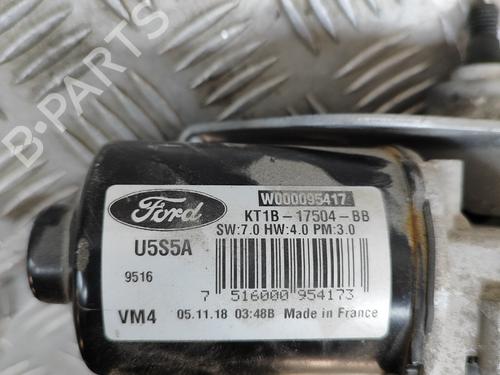 B-PARTS
Ford
W000095417
KT1B-17504-BB
SW:7.0 HW:4.0 PM:3.0
U5S5A
9516
7 516000 954173
VM4 05.11.18 03:48B Made in France